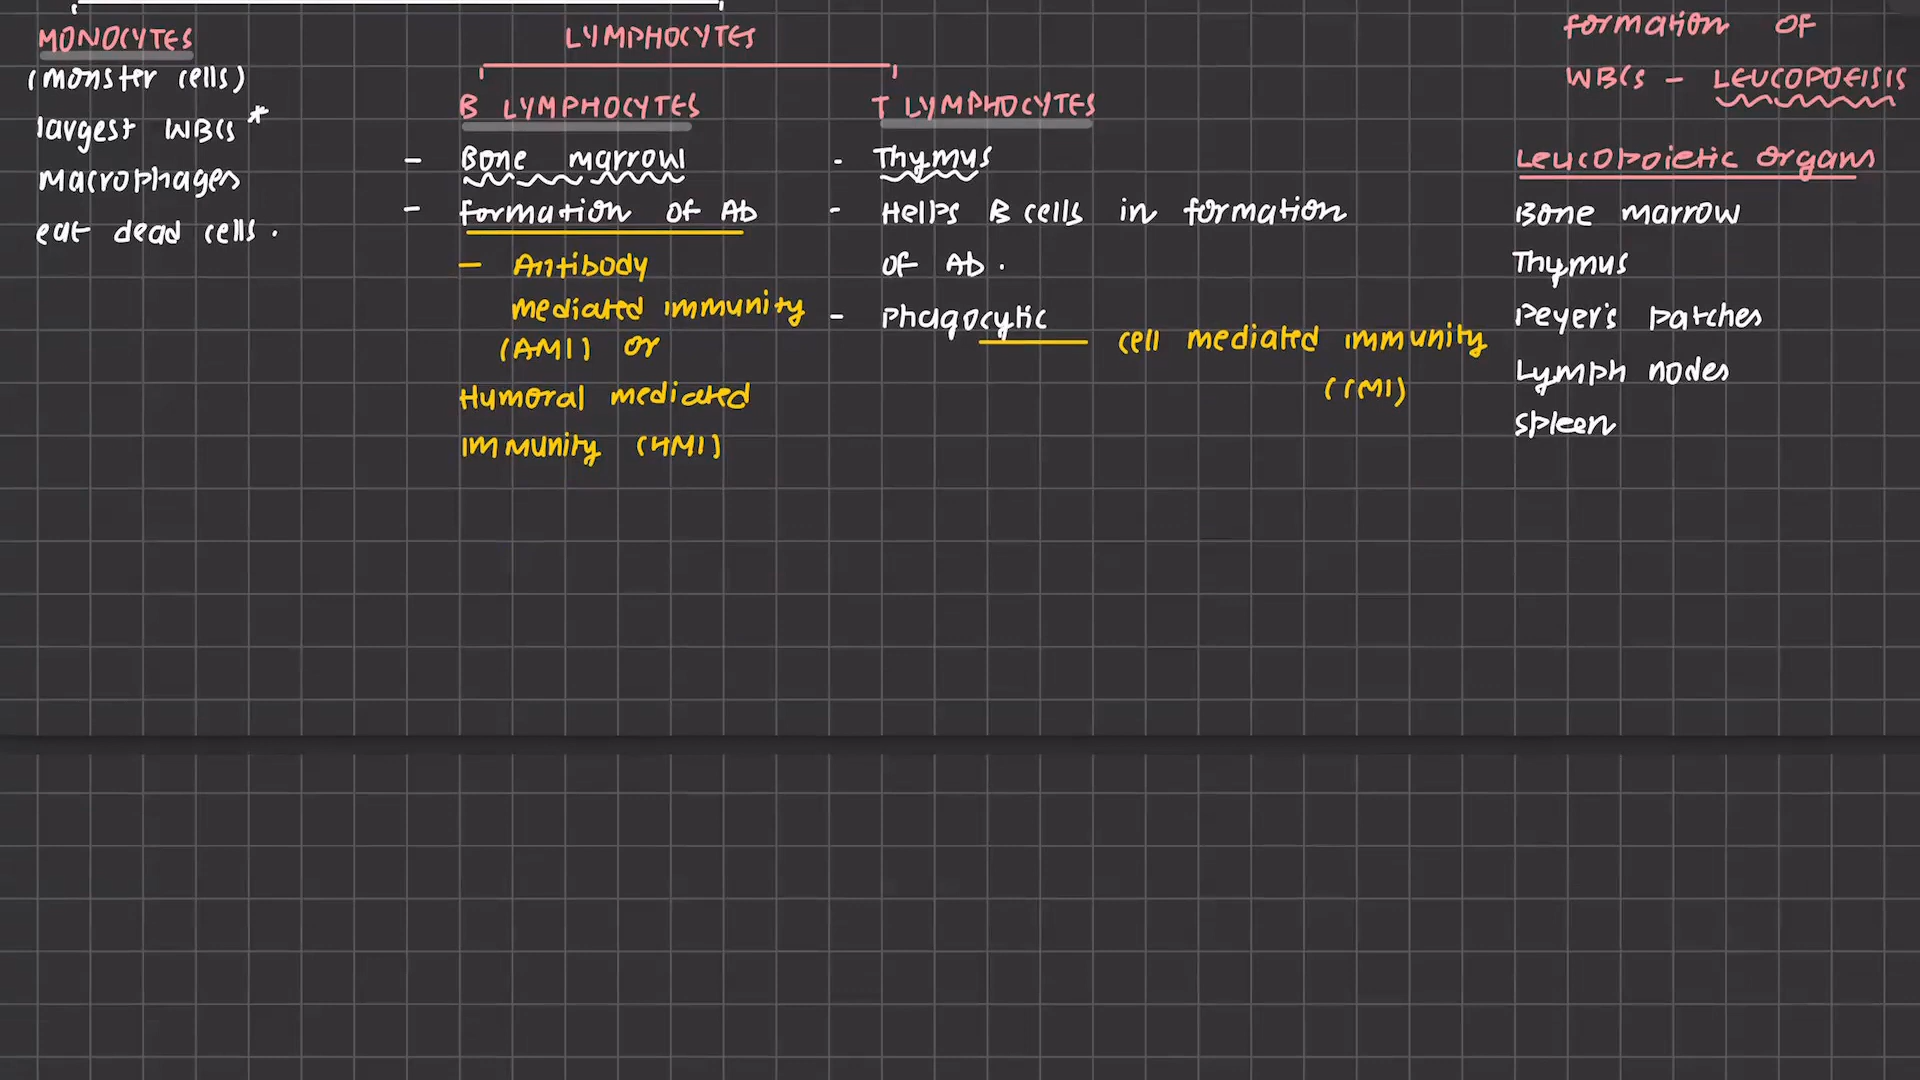 MONOCYTES
(monster cells)
largest WBCs *
Macrophages
eat dead cells.
LYMPHOCYTES
B LYMPHOCYTES
- Bone marrow
- formation of Ab
- Antibody
mediated immunity
(AMI) or
Humoral mediated
immunity (HMI)
T LYMPHOCYTES
- Thymus
- Helps B cells in formation
of Ab.
- Phagocytic
cell mediated immunity
(CMI)
formation of
WBCs - LEUCOPOEISIS
Leucopoietic organs
Bone marrow
Thymus
Peyer's patches
Lymph nodes
Spleen